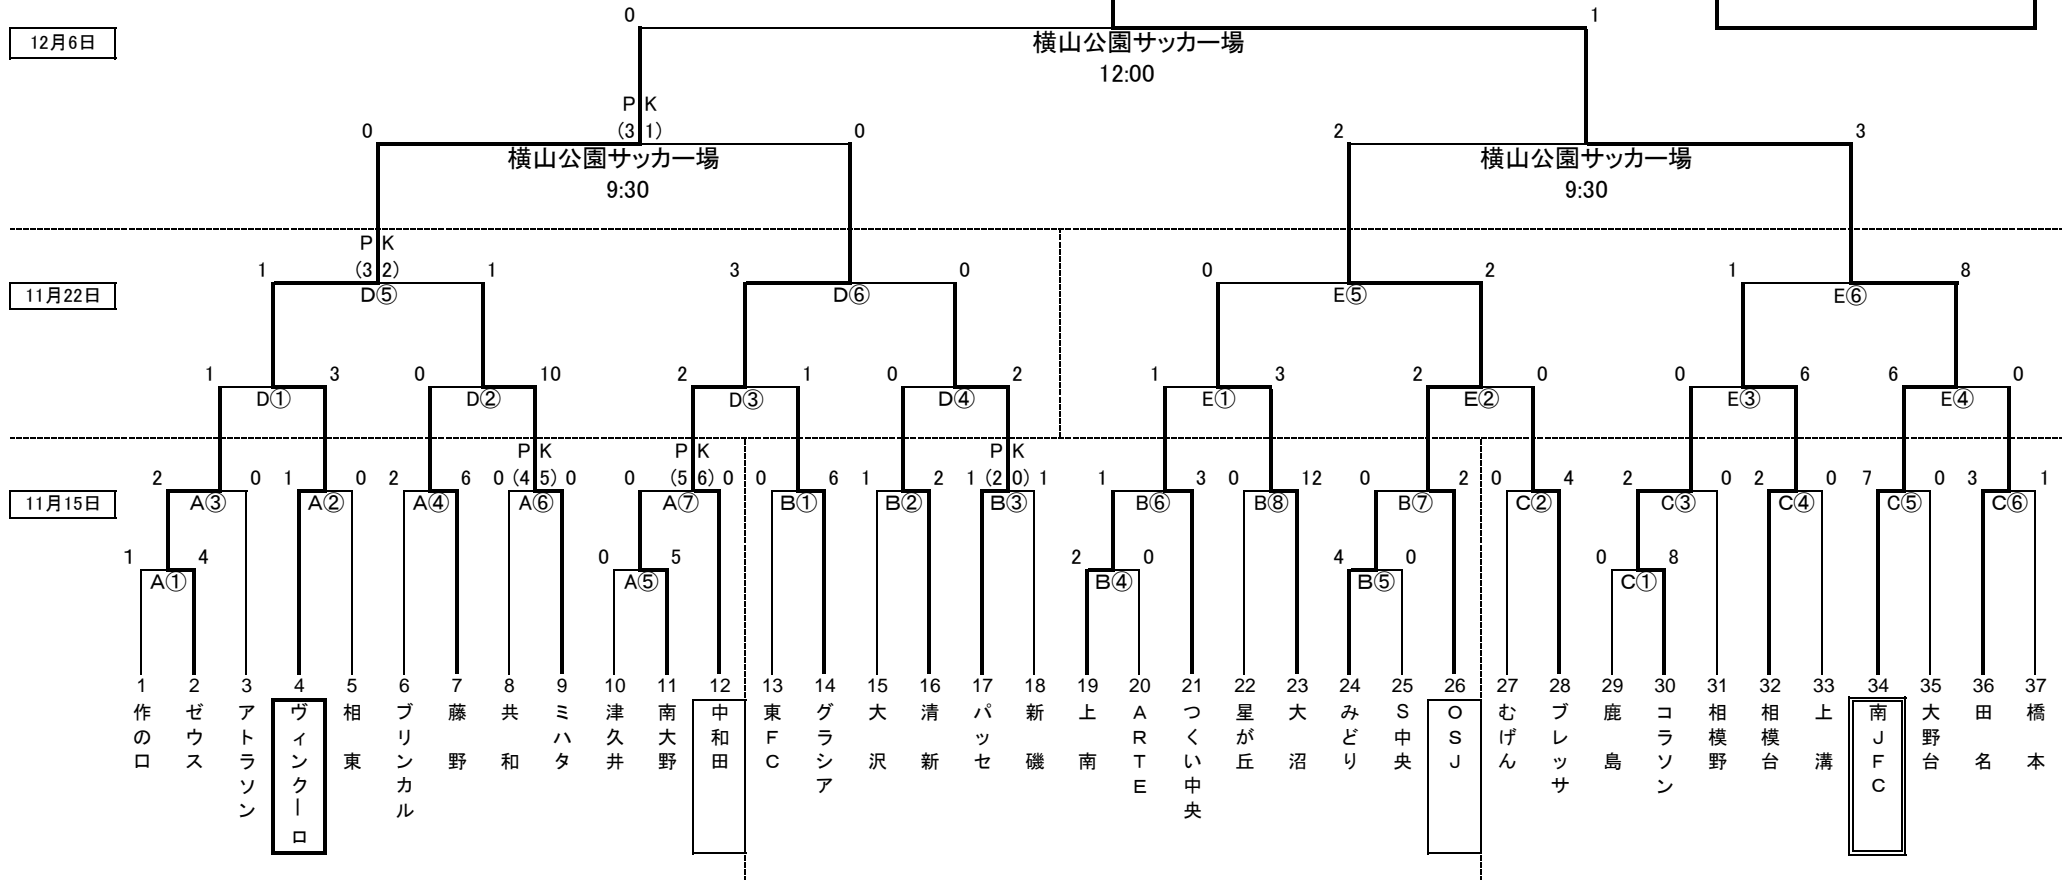 0 1
12月6日
横山公園サッカー場
12:00
P K
0 (3 1) 0 2 3
横山公園サッカー場 横山公園サッカー場
9:30 9:30
P K
1 (3 2) 1 3 0 0 2 1 8
11月22日 D⑤ D⑥ E⑤ E⑥
1 3 0 10 2 1 0 2 1 3 2 0 0 6 6 0
D① D② D③ D④ E① E② E③ E④
P K P K P K
2 0 1 0 2 6 0 (4 5) 0 0 (5 6) 0 0 6 1 2 1 (2 0) 1 1 3 0 12 0 2 0 4 2 0 2 0 7 0 3 1
11月15日 A③ A② A④ A⑥ A⑦ B① B② B③ B⑥ B⑧ B⑦ C② C③ C④ C⑤ C⑥
1 4 0 5 2 0 4 0 0 8
A① A⑤ B④ B⑤ C①
1 2 3 4 5 6 7 8 9 10 11 12 13 14 15 16 17 18 19 20 21 22 23 24 25 26 27 28 29 30 31 32 33 34 35 36 37
作のロ
ゼウス
アトラソン
ヴィンクーロ
相東
ブリンカル
藤野
共和
ミハタ
津久井
南大野
中和田
東FC
グラシア
大沢
清新
パッセ
新磯
上南
ARTE
つくい中央
星が丘
大沼
みどり
S中央
OSJ
むげん
ブレッサ
鹿島
コラソン
相模野
相模台
上溝
南JFC
大野台
田名
橋本